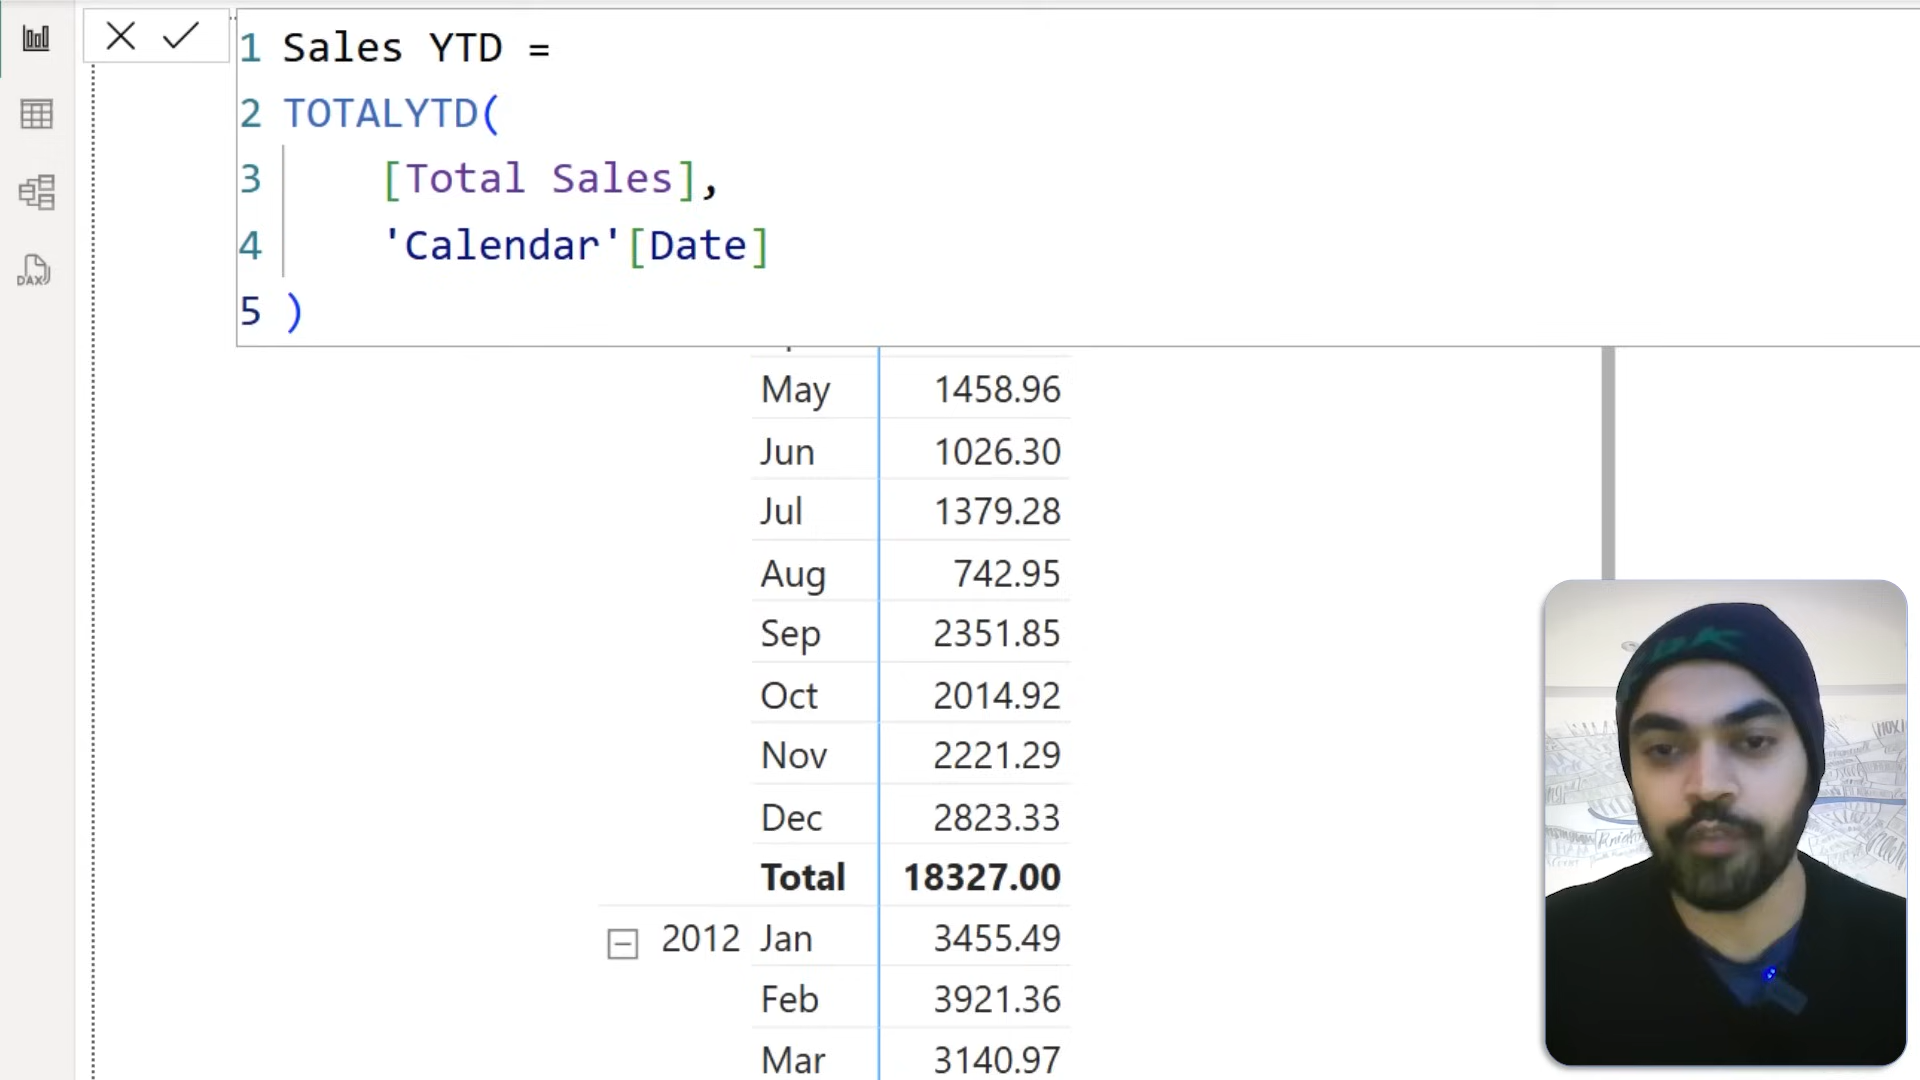 1 Sales YTD =
2 TOTALYTD(
3 [Total Sales],
4 'Calendar'[Date]
5 )
DAX
May 1458.96
Jun 1026.30
Jul 1379.28
Aug 742.95
Sep 2351.85
Oct 2014.92
Nov 2221.29
Dec 2823.33
Total 18327.00
2012 Jan 3455.49
Feb 3921.36
Mar 3140.97